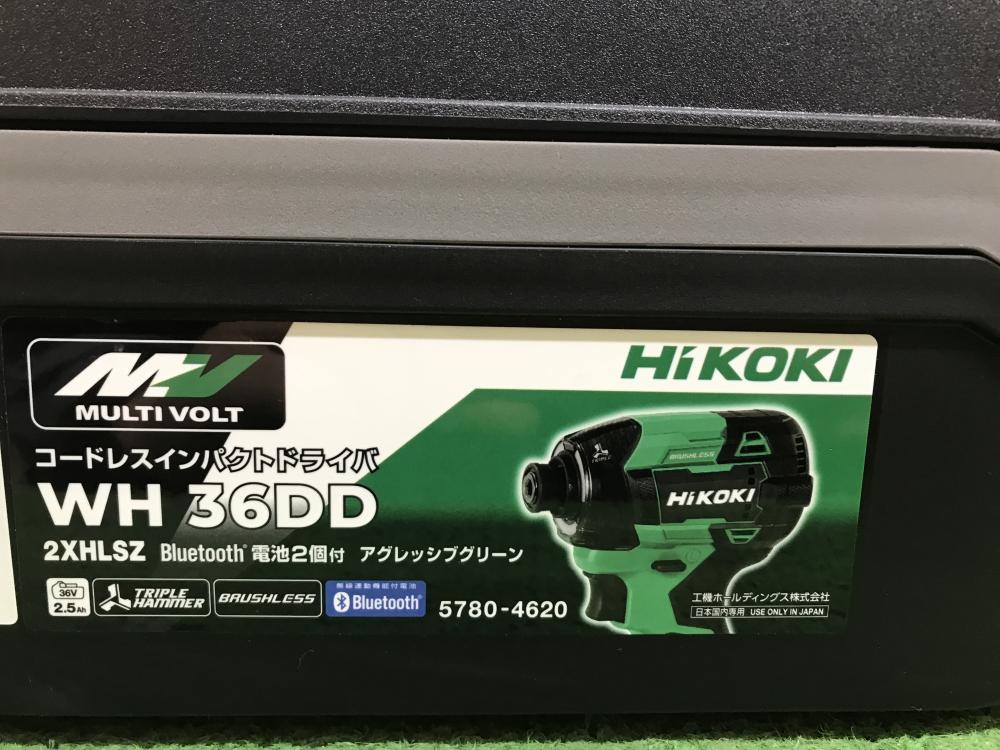 MV
MULTI VOLT
HiKOKI
コードレスインパクトドライバ
WH 36DD
2XHLSZ Bluetooth® 電池2個付 アグレッシブグリーン
36V
2.5Ah
TRIPLE HAMMER
BRUSHLESS
無線連動機能付電池
Bluetooth®
5780-4620
TRIPLE
BRUSHLESS
HiKOKI
工機ホールディングス株式会社
日本国内専用 USE ONLY IN JAPAN